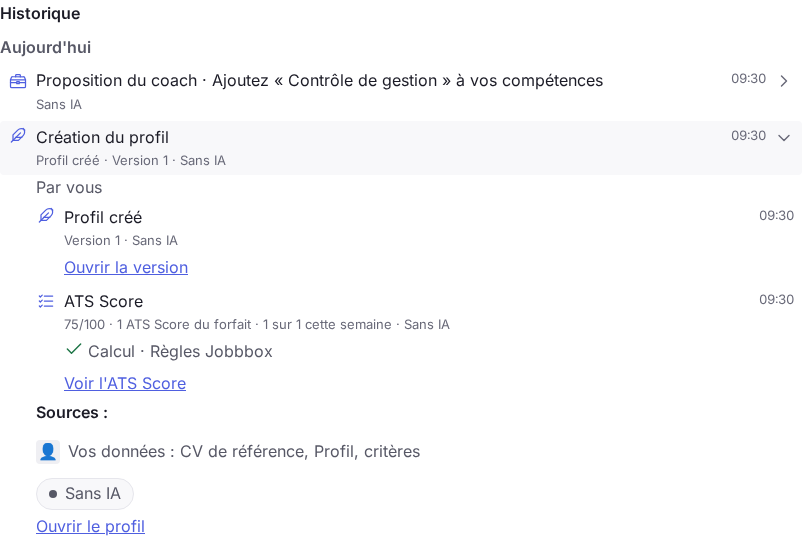 Historique
Aujourd'hui
Proposition du coach · Ajoutez « Contrôle de gestion » à vos compétences 09:30
Sans IA
Création du profil 09:30
Profil créé · Version 1 · Sans IA
Par vous
Profil créé 09:30
Version 1 · Sans IA
Ouvrir la version
ATS Score 09:30
75/100 · 1 ATS Score du forfait · 1 sur 1 cette semaine · Sans IA
Calcul · Règles Jobbbox
Voir l'ATS Score
Sources :
Vos données : CV de référence, Profil, critères
Sans IA
Ouvrir le profil